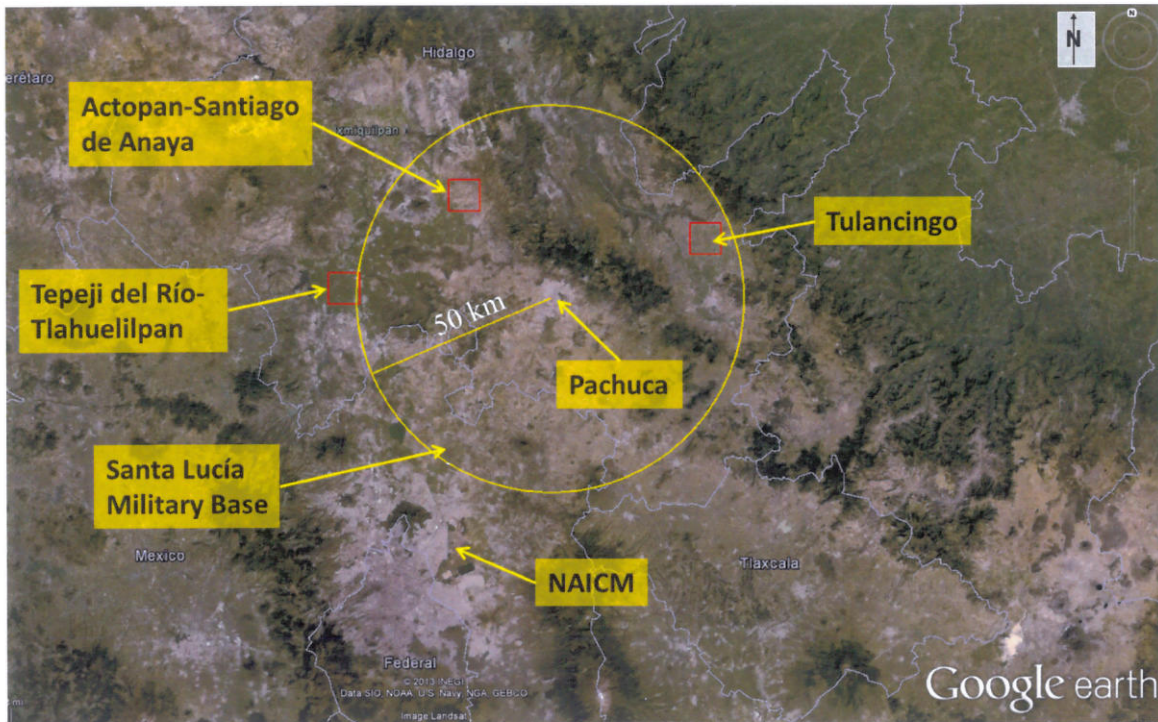 Hidalgo
N
N
Actopan-Santiago
de Anaya
Tulancingo
Tepeji del Río-
Tlahuelilpan
50 km
Pachuca
Santa Lucía
Military Base
Mexico
Tlaxcala
NAICM
Federal
© 2013 INEGI
Data SIO, NOAA, U.S. Navy, NGA, GEBCO
Image Landsat
Google earth